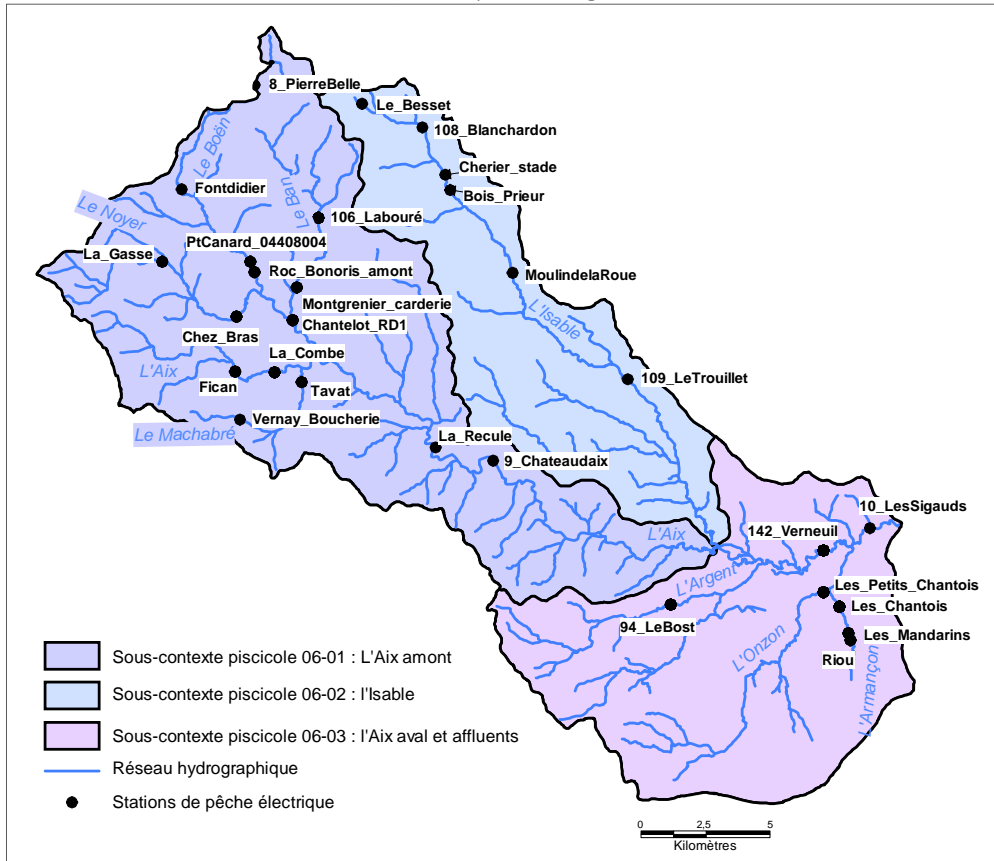 8_PierreBelle
Le_Besset
108_Blanchardon
Le Boën
Cherier_stade
Fontdidier
Bois_Prieur
Le Ban
Le Noyer
106_Labouré
PtCanard_04408004
La_Gasse
Roc_Bonoris_amont
MoulindelaRoue
Montgrenier_carderie
L'Isable
Chez_Bras
Chantelot_RD1
La_Combe
L'Aix
Fican
Tavat
109_LeTrouillet
Vernay_Boucherie
Le Machabré
La_Recule
9_Chateaudaix
10_LesSigauds
L'Aix
142_Verneuil
L'Argent
Les_Petits_Chantois
Les_Chantois
94_LeBost
Les_Mandarins
L'Onzon
Riou
L'Armançon
Sous-contexte piscicole 06-01 : L'Aix amont
Sous-contexte piscicole 06-02 : l'Isable
Sous-contexte piscicole 06-03 : l'Aix aval et affluents
Réseau hydrographique
Stations de pêche électrique
0 2,5 5
Kilomètres